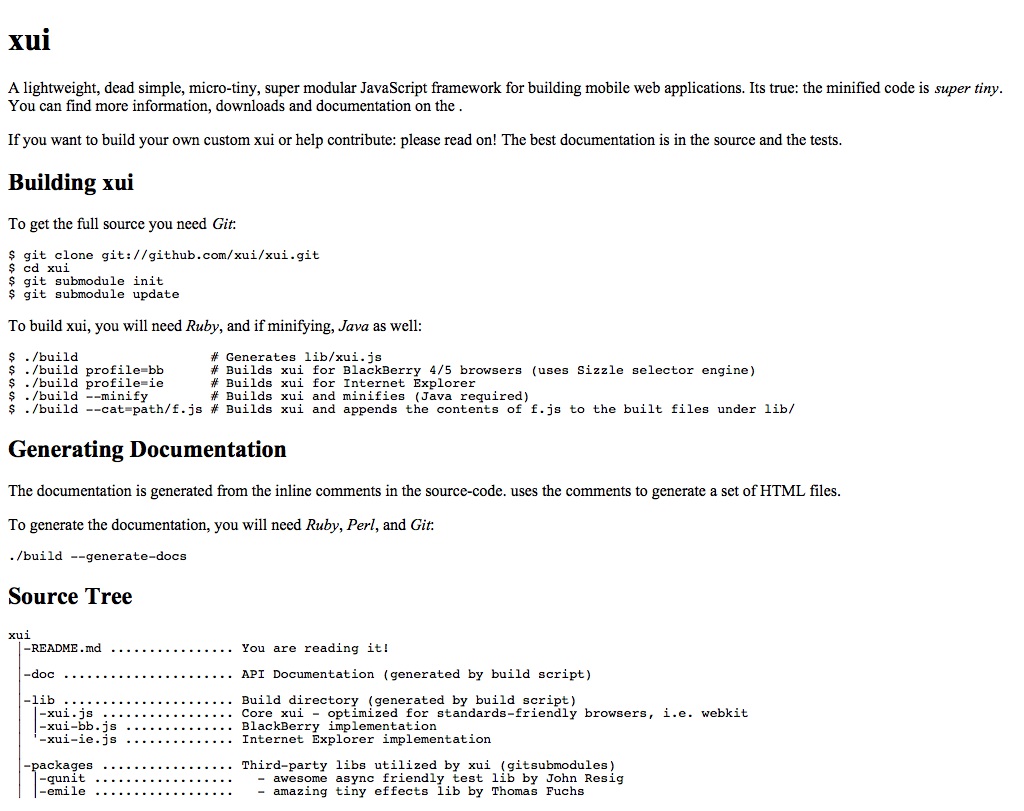 xui
A lightweight, dead simple, micro-tiny, super modular JavaScript framework for building mobile web applications. Its true: the minified code is super tiny.
You can find more information, downloads and documentation on the .
If you want to build your own custom xui or help contribute: please read on! The best documentation is in the source and the tests.
Building xui
To get the full source you need Git:
$ git clone git://github.com/xui/xui.git
$ cd xui
$ git submodule init
$ git submodule update
To build xui, you will need Ruby, and if minifying, Java as well:
$ ./build                 # Generates lib/xui.js
$ ./build profile=bb      # Builds xui for BlackBerry 4/5 browsers (uses Sizzle selector engine)
$ ./build profile=ie      # Builds xui for Internet Explorer
$ ./build --minify        # Builds xui and minifies (Java required)
$ ./build --cat=path/f.js # Builds xui and appends the contents of f.js to the built files under lib/
Generating Documentation
The documentation is generated from the inline comments in the source-code. uses the comments to generate a set of HTML files.
To generate the documentation, you will need Ruby, Perl, and Git:
./build --generate-docs
Source Tree
xui
 |-README.md ................ You are reading it!
 |-doc ...................... API Documentation (generated by build script)
 |-lib ...................... Build directory (generated by build script)
 | |-xui.js ................. Core xui - optimized for standards-friendly browsers, i.e. webkit
 | |-xui-bb.js .............. BlackBerry implementation
 | '-xui-ie.js .............. Internet Explorer implementation
 |-packages ................. Third-party libs utilized by xui (gitsubmodules)
 | |-qunit ..................   - awesome async friendly test lib by John Resig
 | |-emile ..................   - amazing tiny effects lib by Thomas Fuchs